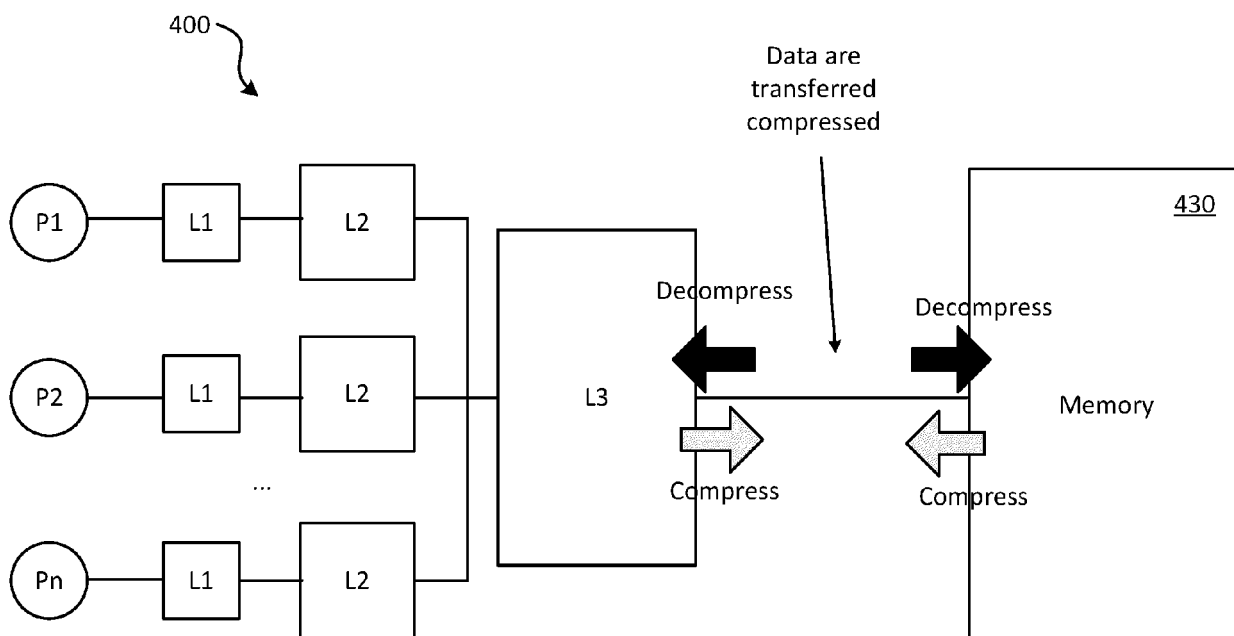 400
Data are
transferred
compressed
430
P1
L1
L2
Decompress
Decompress
P2
L1
L2
L3
Memory
Compress
Compress
...
Pn
L1
L2